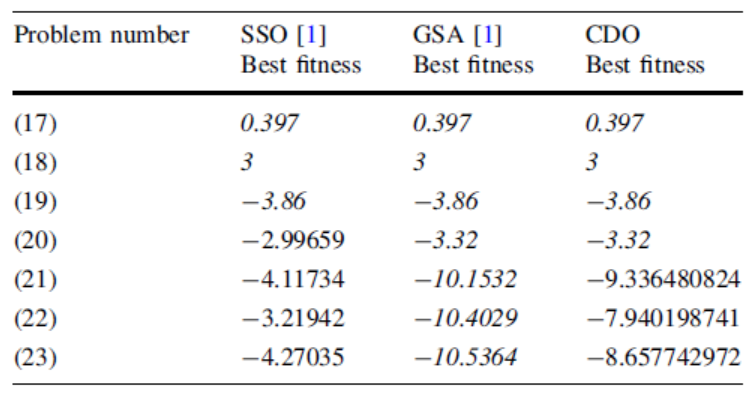 Problem number SSO [1] GSA [1] CDO
Best fitness Best fitness Best fitness
(17) 0.397 0.397 0.397
(18) 3 3 3
(19) −3.86 −3.86 −3.86
(20) −2.99659 −3.32 −3.32
(21) −4.11734 −10.1532 −9.336480824
(22) −3.21942 −10.4029 −7.940198741
(23) −4.27035 −10.5364 −8.657742972